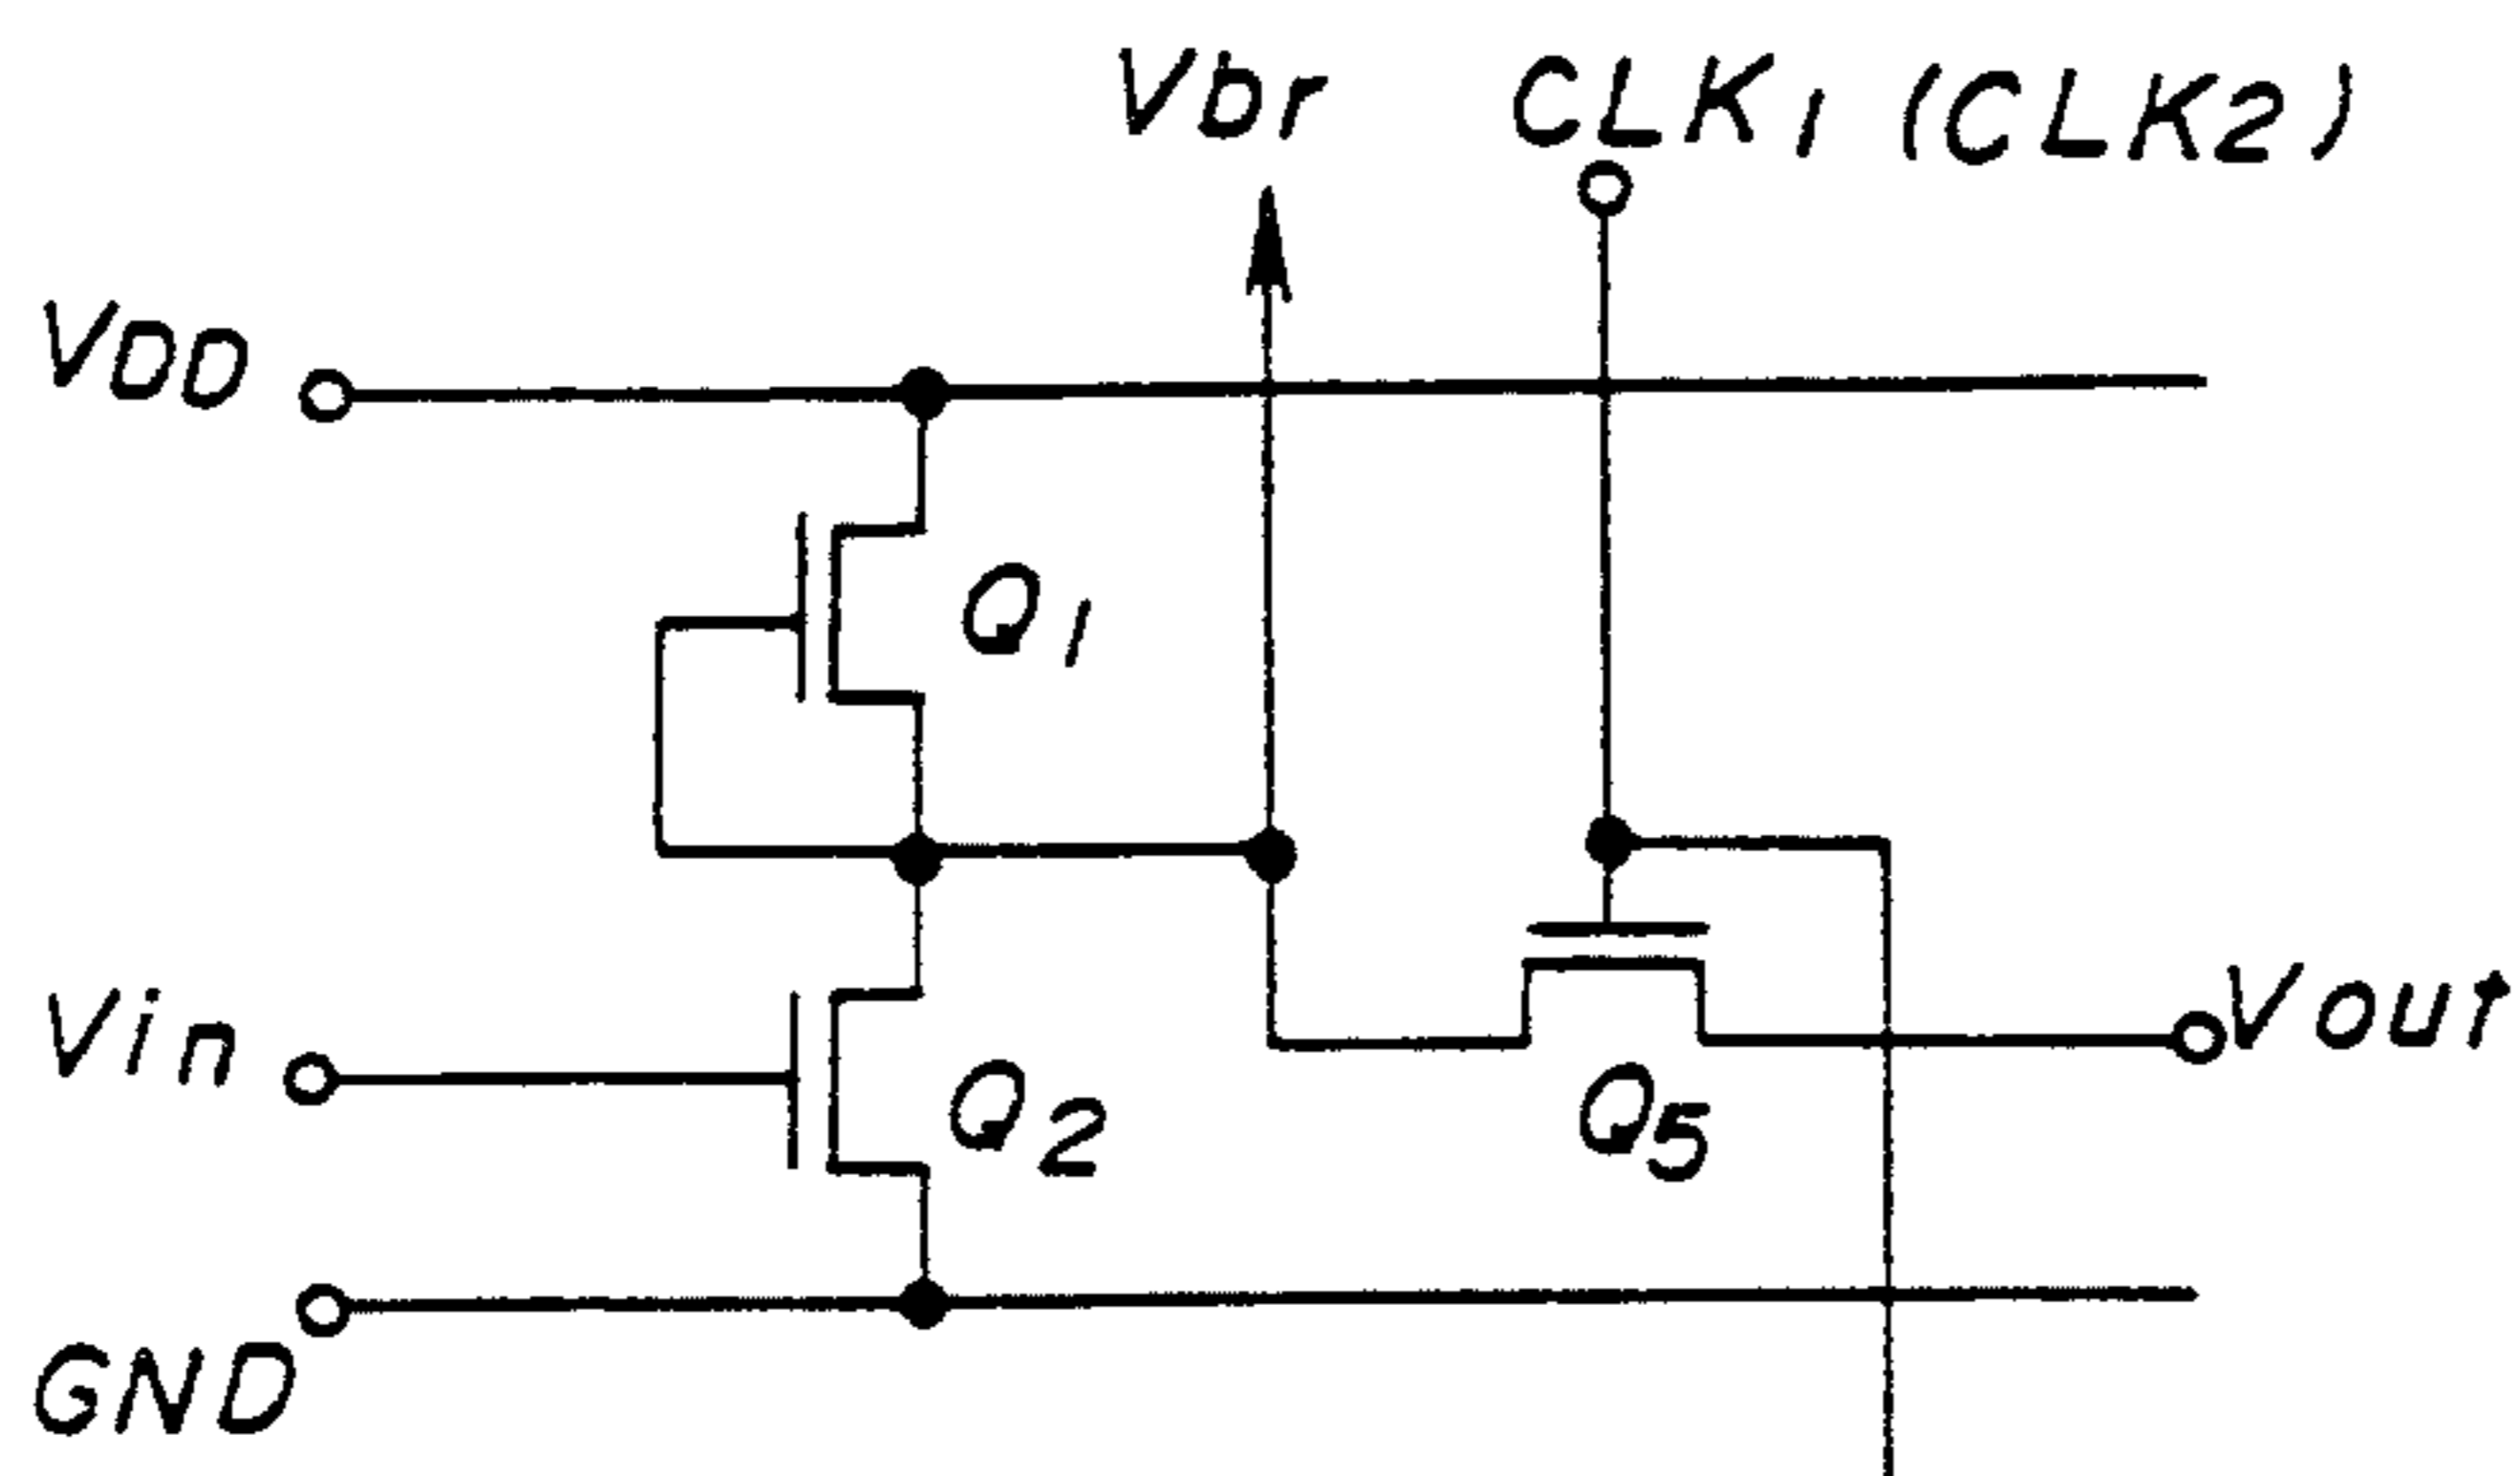 Vbr
CLK1 (CLK2)
VDD
Q1
Vin
Vout
Q2
Q5
GND